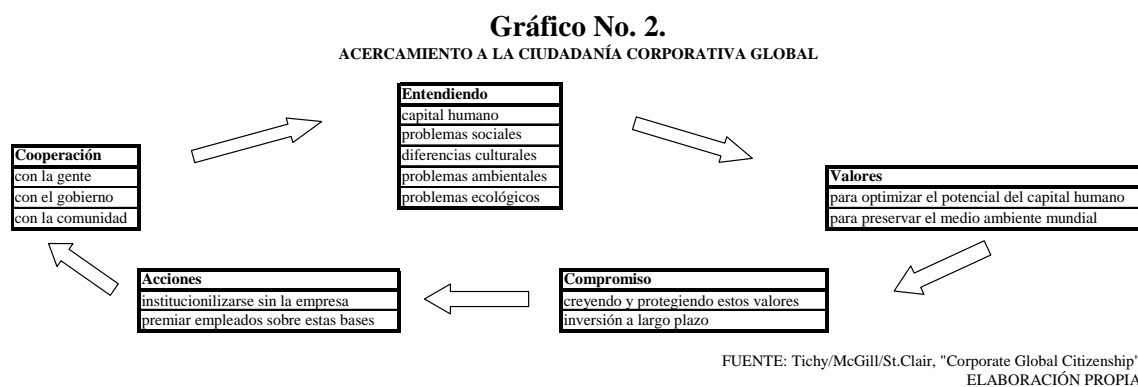 Gráfico No. 2.
ACERCAMIENTO A LA CIUDADANÍA CORPORATIVA GLOBAL
Entendiendo
capital humano
problemas sociales
diferencias culturales
problemas ambientales
problemas ecológicos
Valores
para optimizar el potencial del capital humano
para preservar el medio ambiente mundial
Compromiso
creyendo y protegiendo estos valores
inversión a largo plazo
Acciones
institucionilizarse sin la empresa
premiar empleados sobre estas bases
Cooperación
con la gente
con el gobierno
con la comunidad
FUENTE: Tichy/McGill/St.Clair, "Corporate Global Citizenship"
ELABORACIÓN PROPIA